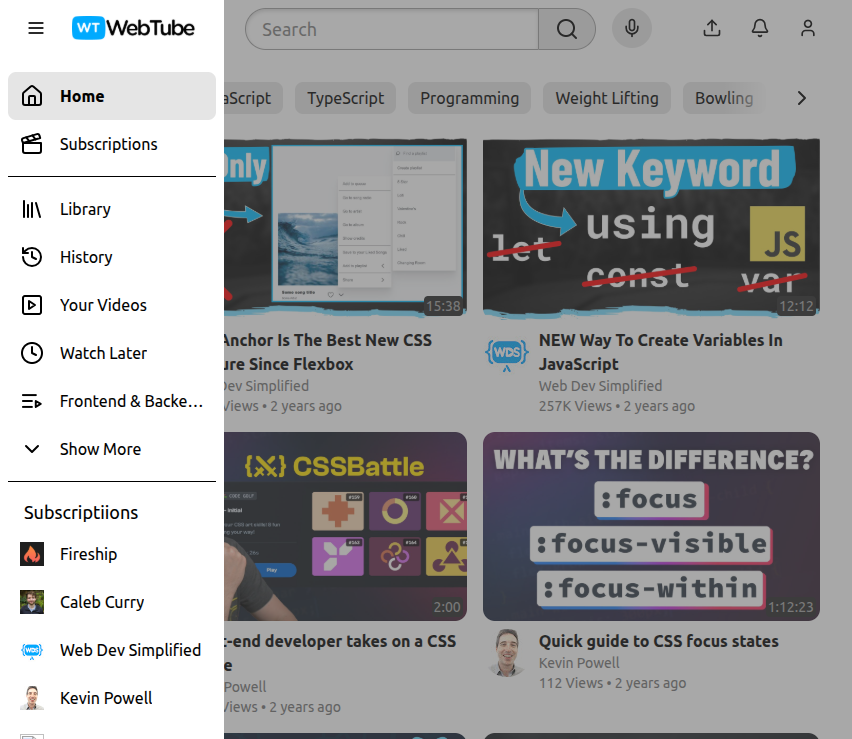 WT WebTube
Search
Home
Subscriptions
Library
History
Your Videos
Watch Later
Frontend & Backe...
Show More
Subscriptiions
Fireship
Caleb Curry
Web Dev Simplified
Kevin Powell
aScript
TypeScript
Programming
Weight Lifting
Bowling
Only
15:38
New Keyword
using
let
const
var
JS
12:12
Anchor Is The Best New CSS
ure Since Flexbox
Dev Simplified
Views • 2 years ago
WDS
NEW Way To Create Variables In
JavaScript
Web Dev Simplified
257K Views • 2 years ago
CSSBattle
Play
2:00
WHAT'S THE DIFFERENCE?
:focus
:focus-visible
:focus-within
1:12:23
t-end developer takes on a CSS
e
Powell
Views • 2 years ago
Quick guide to CSS focus states
Kevin Powell
112 Views • 2 years ago